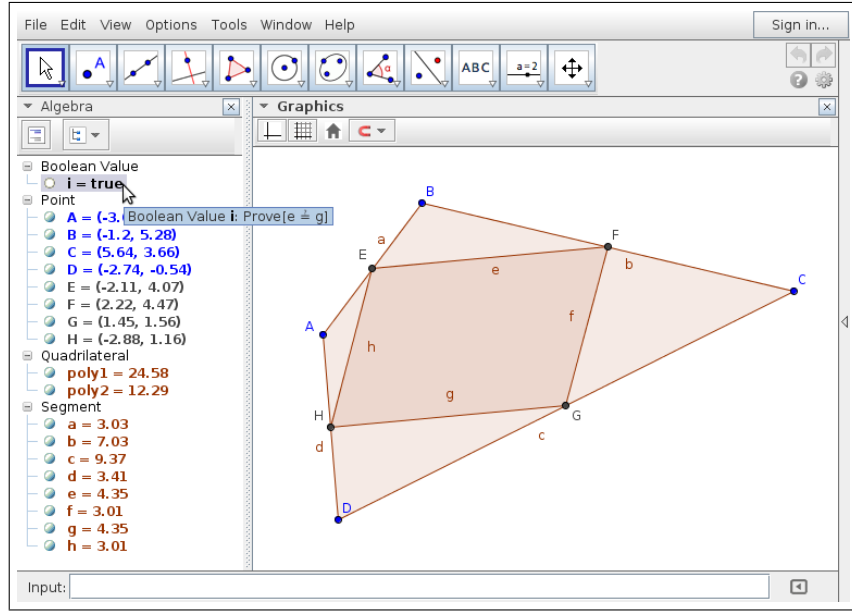 File Edit View Options Tools Window Help Sign in...
A ABC a=2
Algebra
Graphics
Boolean Value
i = true
Boolean Value i: Prove[e ≟ g]
Point
A = (-3.
B = (-1.2, 5.28)
C = (5.64, 3.66)
D = (-2.74, -0.54)
E = (-2.11, 4.07)
F = (2.22, 4.47)
G = (1.45, 1.56)
H = (-2.88, 1.16)
Quadrilateral
poly1 = 24.58
poly2 = 12.29
Segment
a = 3.03
b = 7.03
c = 9.37
d = 3.41
e = 4.35
f = 3.01
g = 4.35
h = 3.01
B
a
F
E
e
b
C
f
A
h
g
H
G
d
c
D
Input: